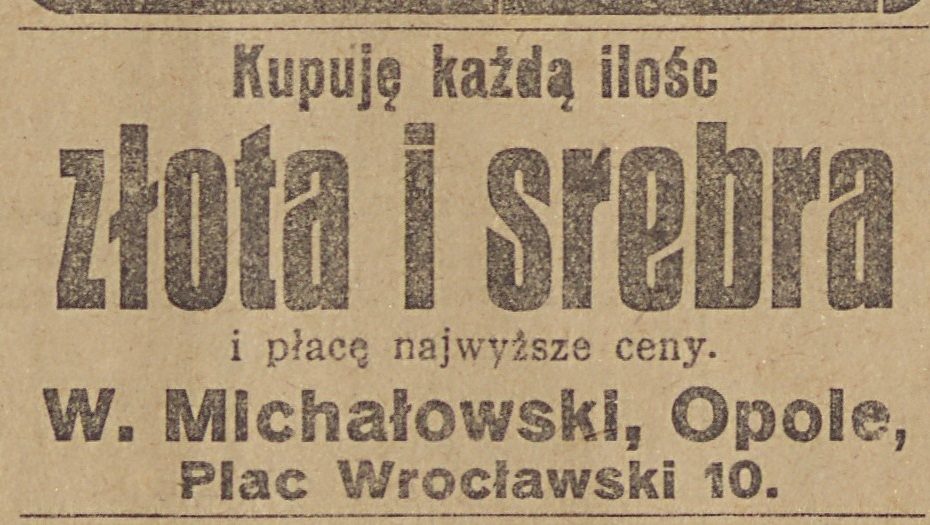 Kupuję każdą ilośc
złota i srebra
i płacę najwyższe ceny.
W. Michałowski, Opole,
Plac Wrocławski 10.